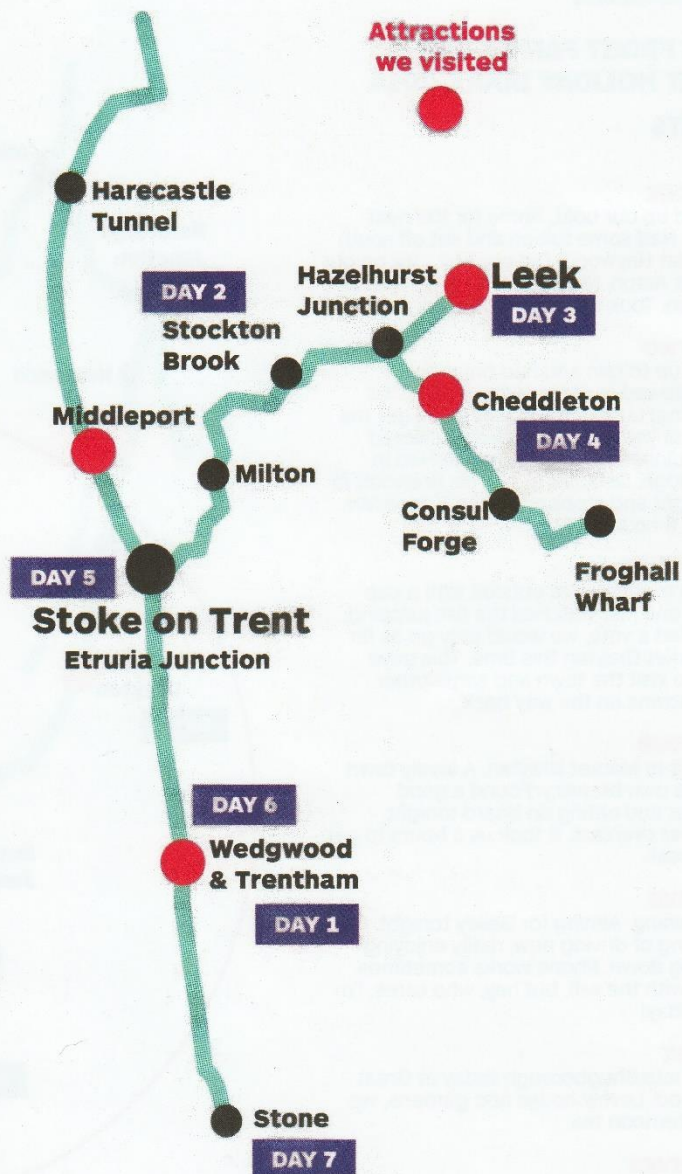 Attractions
we visited
Harecastle
Tunnel
DAY 2
Hazelhurst
Junction
Leek
DAY 3
Stockton
Brook
Middleport
Cheddleton
DAY 4
Milton
Consul
Forge
Froghall
Wharf
DAY 5
Stoke on Trent
Etruria Junction
DAY 6
Wedgwood
& Trentham
DAY 1
Stone
DAY 7